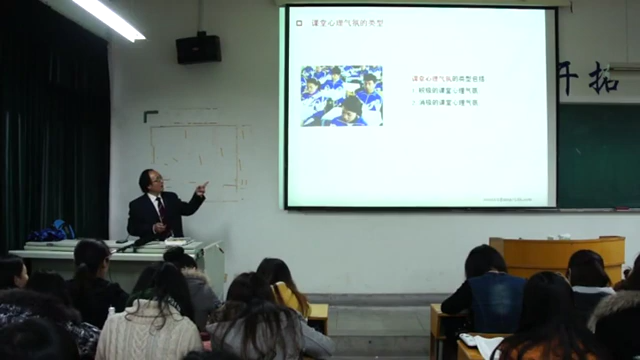 课堂心理气氛的类型
课堂心理气氛的类型包括
1 积极的课堂心理气氛
2 消极的课堂心理气氛
开拓